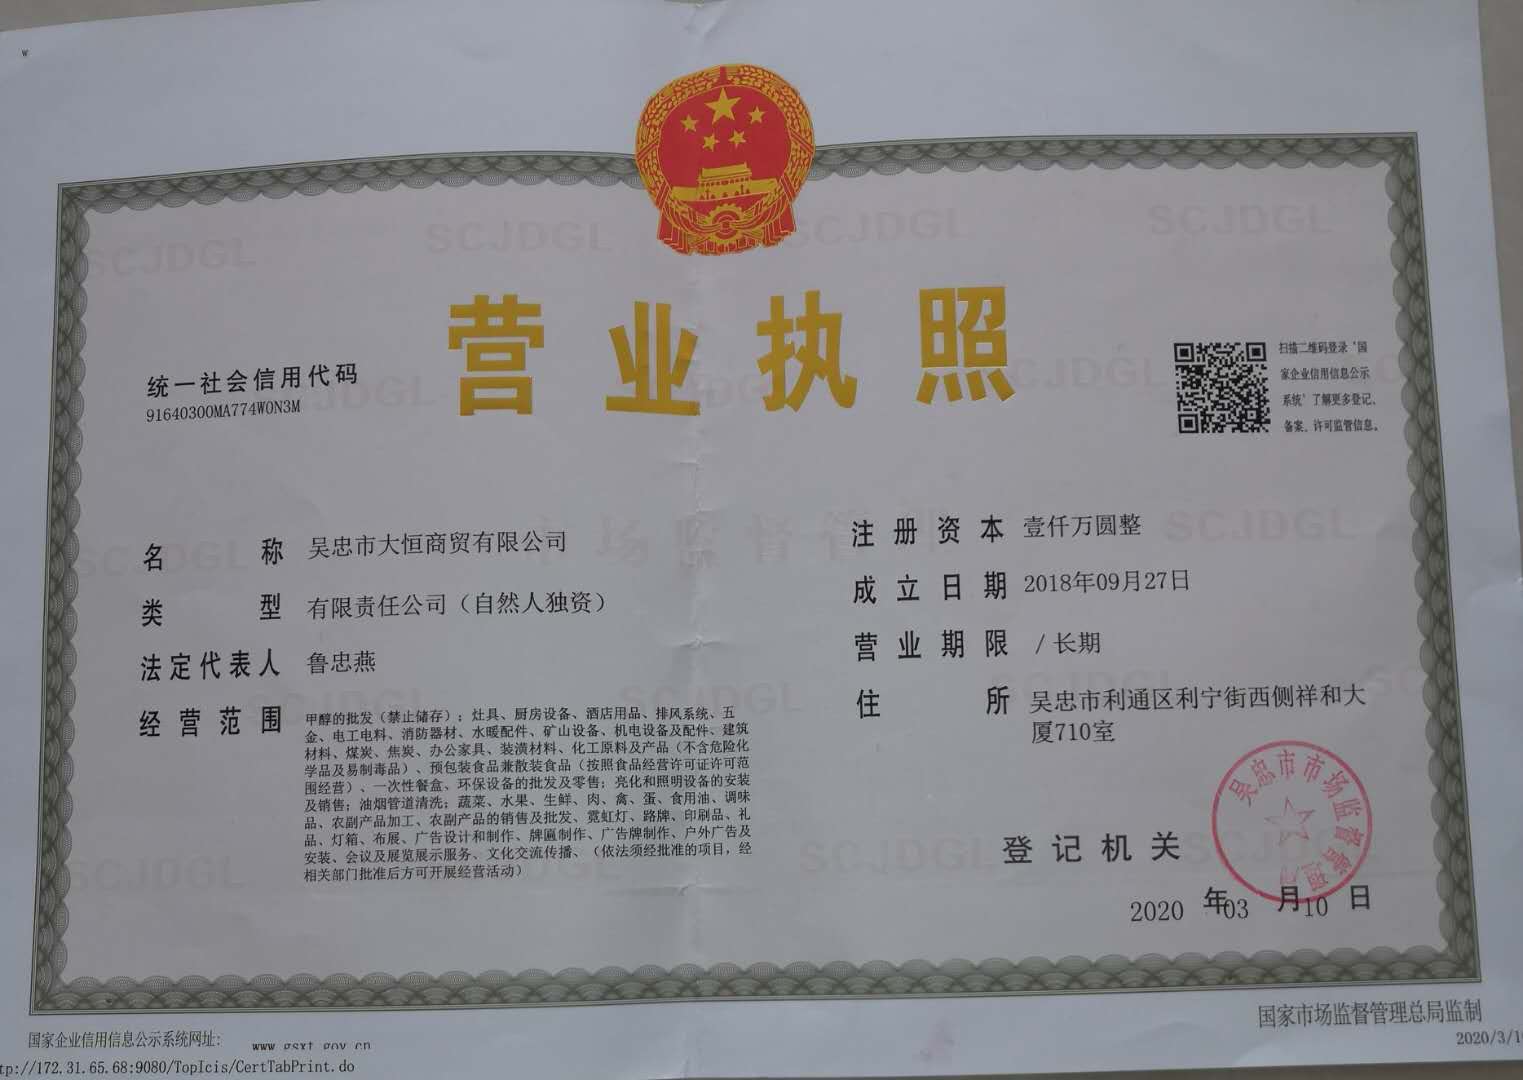 w
营业执照
统一社会信用代码
91640300MA774W0N3M
扫描二维码登录‘国
家企业信用信息公示
系统’了解更多登记、
备案、许可监管信息。
名称 吴忠市大恒商贸有限公司
类型 有限责任公司（自然人独资）
法定代表人 鲁忠燕
经营范围 甲醇的批发（禁止储存）；灶具、厨房设备、酒店用品、排风系统、五
金、电工电料、消防器材、水暖配件、矿山设备、机电设备及配件、建筑
材料、煤炭、焦炭、办公家具、装潢材料、化工原料及产品（不含危险化
学品及易制毒品）、预包装食品兼散装食品（按照食品经营许可证许可范
围经营）、一次性餐盒、环保设备的批发及零售；亮化和照明设备的安装
及销售；油烟管道清洗；蔬菜、水果、生鲜、肉、禽、蛋、食用油、调味
品、农副产品加工、农副产品的销售及批发、霓虹灯、路牌、印刷品、礼
品、灯箱、布展、广告设计和制作、牌匾制作、广告牌制作、户外广告及
安装、会议及展览展示服务、文化交流传播、（依法须经批准的项目，经
相关部门批准后方可开展经营活动）
注册资本 壹仟万圆整
成立日期 2018年09月27日
营业期限 /长期
住所 吴忠市利通区利宁街西侧祥和大
厦710室
登记机关
吴忠市市场监督管理
2020年03月10日
国家企业信用信息公示系统网址：
www.gsxt.gov.cn
国家市场监督管理总局监制
tp://172.31.65.68:9080/TopIcis/CertTabPrint.do
2020/3/1
SCJDGL
SCJDGL
SCJDGL
SCJDGL